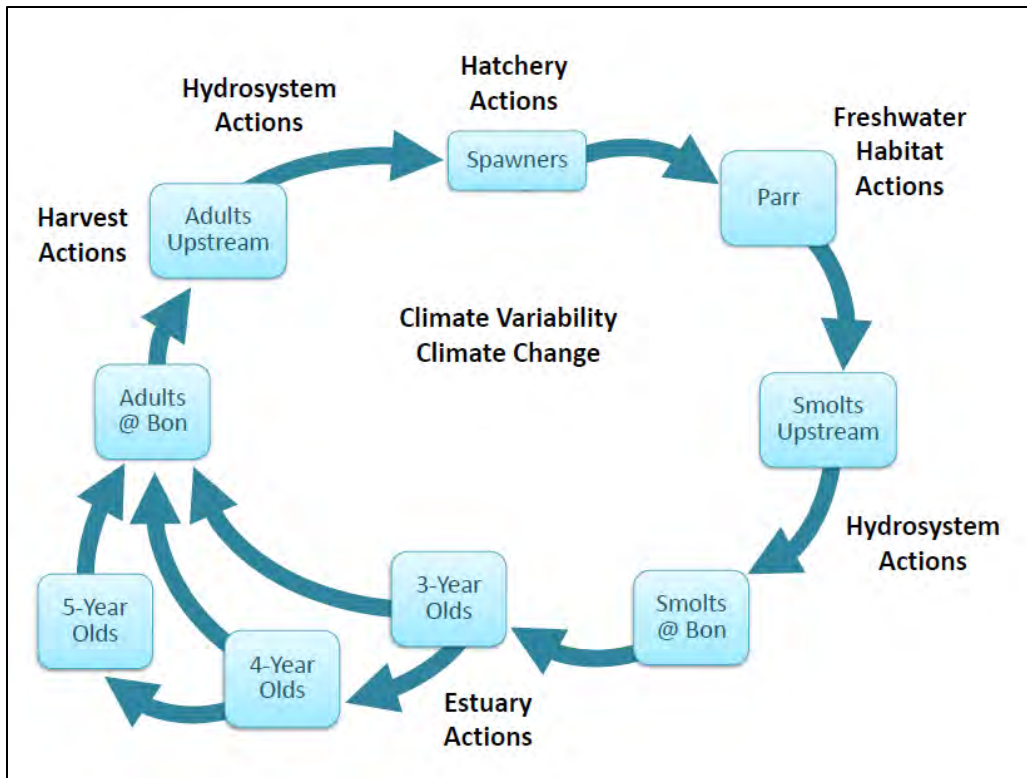 Hatchery
Actions
Hydrosystem
Actions
Spawners
Freshwater
Habitat
Actions
Parr
Adults
Upstream
Harvest
Actions
Climate Variability
Climate Change
Adults
@ Bon
Smolts
Upstream
Hydrosystem
Actions
Smolts
@ Bon
3-Year
Olds
5-Year
Olds
4-Year
Olds
Estuary
Actions